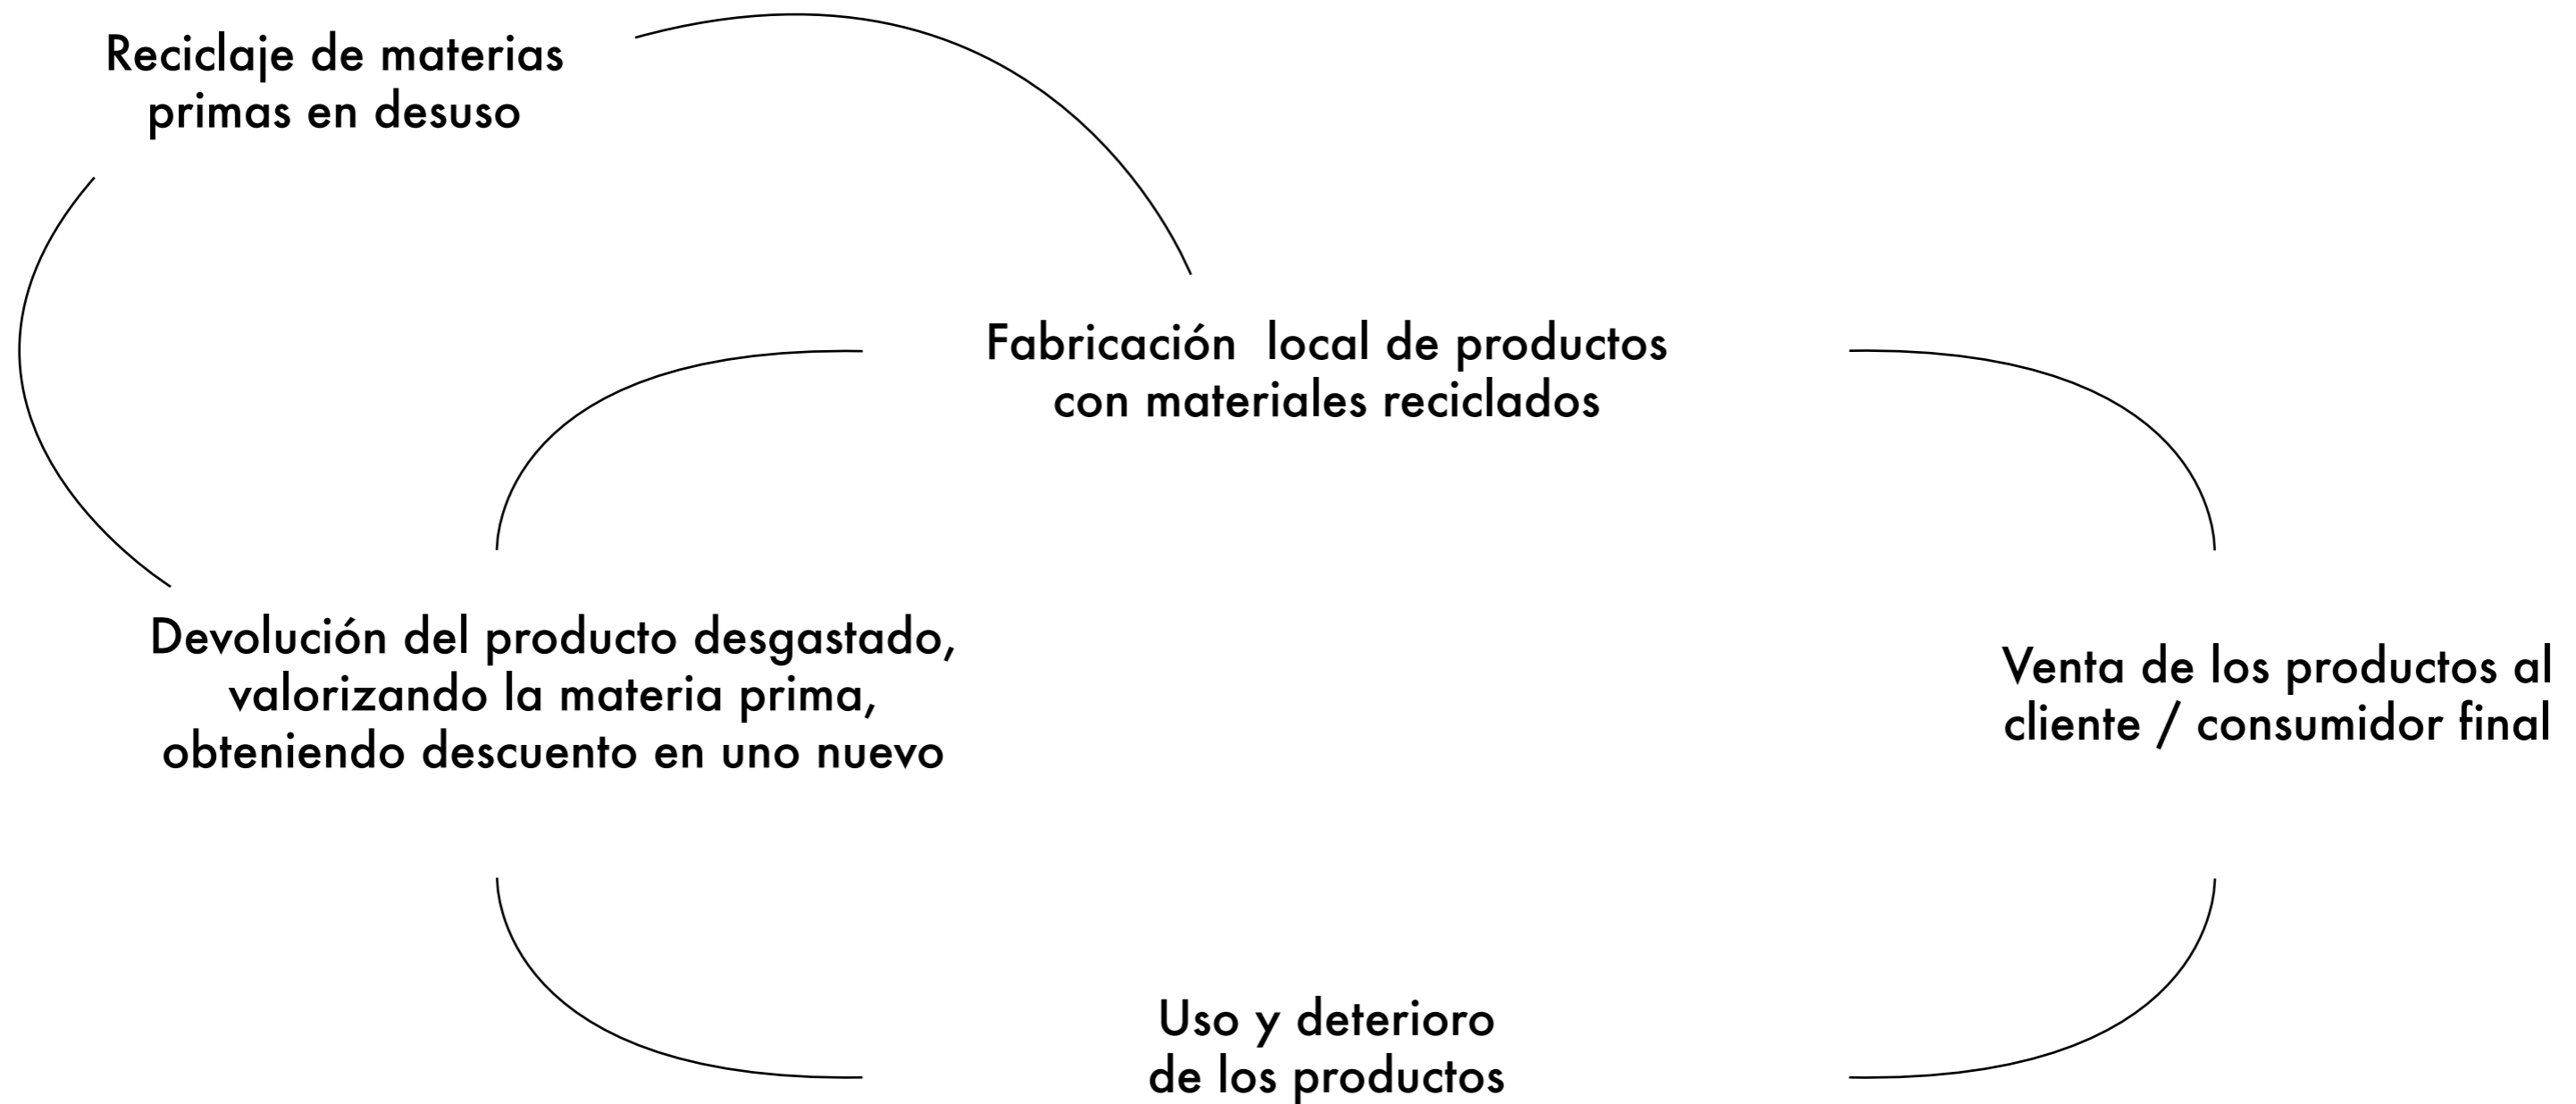 Reciclaje de materias
primas en desuso
Fabricación  local de productos
con materiales reciclados
Devolución del producto desgastado,
valorizando la materia prima,
obteniendo descuento en uno nuevo
Venta de los productos al
cliente / consumidor final
Uso y deterioro
de los productos